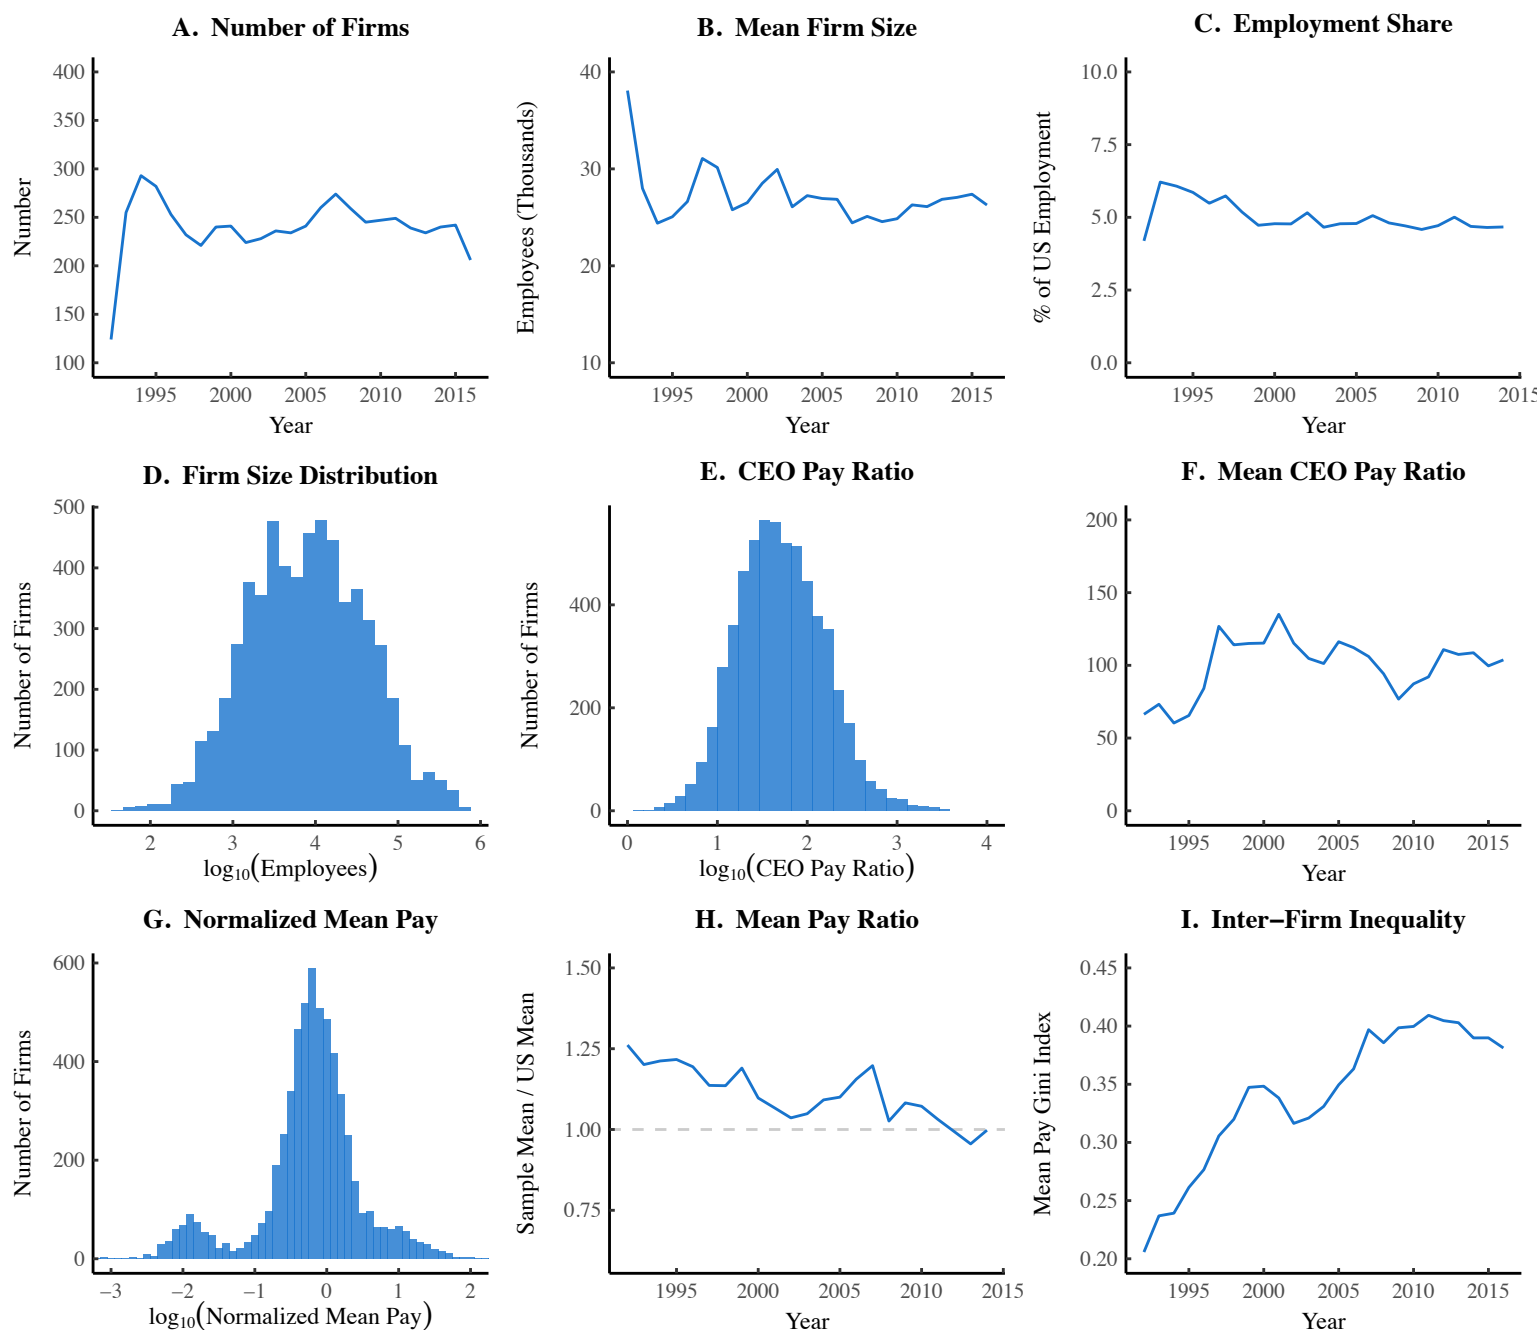 A. Number of Firms
400
350
300
250
200
150
100
Number
1995 2000 2005 2010 2015
Year
B. Mean Firm Size
40
30
20
10
Employees (Thousands)
1995 2000 2005 2010 2015
Year
C. Employment Share
10.0
7.5
5.0
2.5
0.0
% of US Employment
1995 2000 2005 2010 2015
Year
D. Firm Size Distribution
500
400
300
200
100
0
Number of Firms
2 3 4 5 6
log₁₀(Employees)
E. CEO Pay Ratio
400
200
0
Number of Firms
0 1 2 3 4
log₁₀(CEO Pay Ratio)
F. Mean CEO Pay Ratio
200
150
100
50
0
1995 2000 2005 2010 2015
Year
G. Normalized Mean Pay
600
400
200
0
Number of Firms
−3 −2 −1 0 1 2
log₁₀(Normalized Mean Pay)
H. Mean Pay Ratio
1.50
1.25
1.00
0.75
Sample Mean / US Mean
1995 2000 2005 2010 2015
Year
I. Inter−Firm Inequality
0.45
0.40
0.35
0.30
0.25
0.20
Mean Pay Gini Index
1995 2000 2005 2010 2015
Year